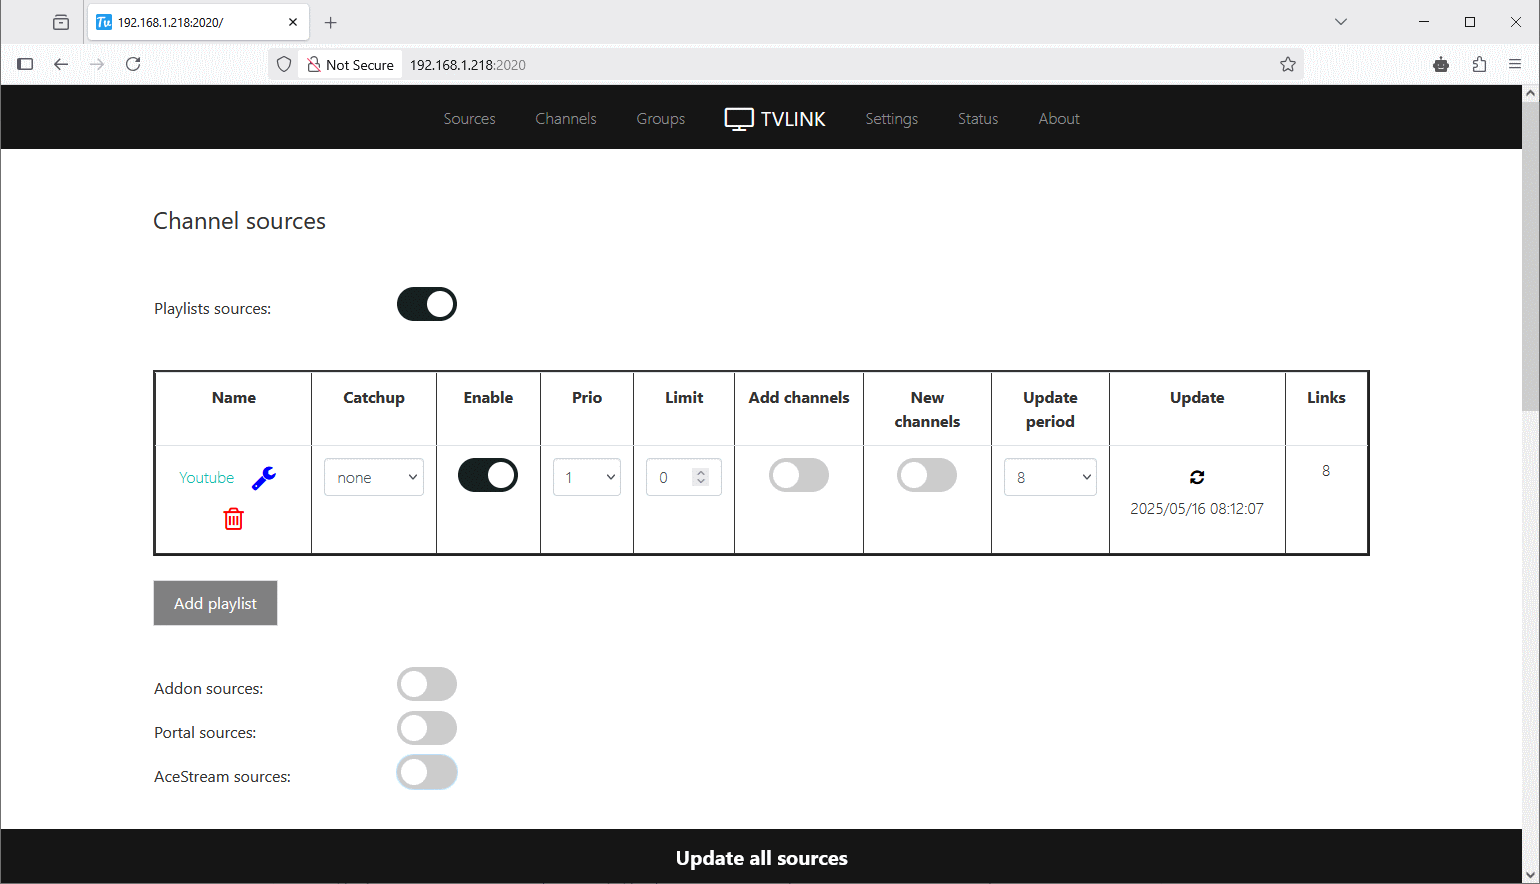 192.168.1.218:2020/
Not Secure 192.168.1.218:2020
Sources Channels Groups TVLINK Settings Status About
Channel sources
Playlists sources:
Name Catchup Enable Prio Limit Add channels New channels Update period Update Links
Youtube none 1 0 8 8
2025/05/16 08:12:07
Add playlist
Addon sources:
Portal sources:
AceStream sources:
Update all sources